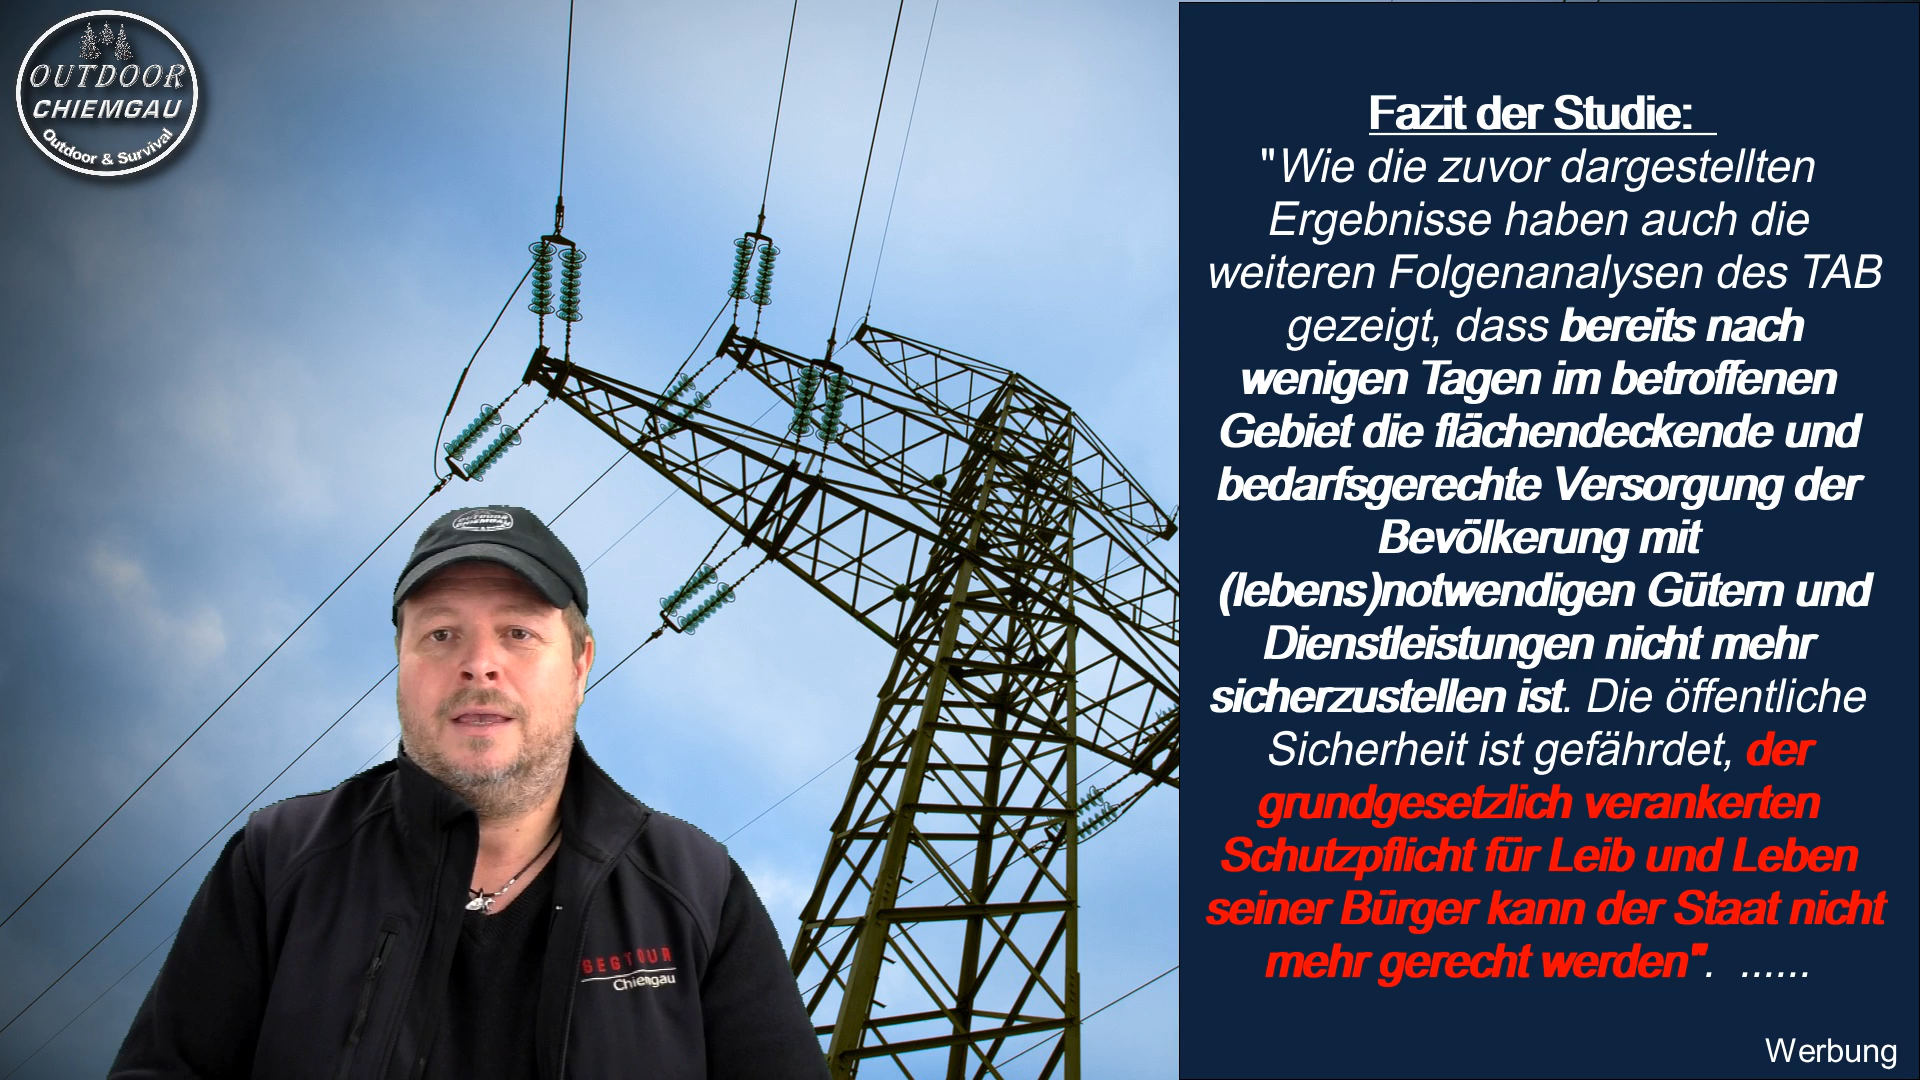 OUTDOOR
CHIEMGAU
Outdoor & Survival
Fazit der Studie:
"Wie die zuvor dargestellten
Ergebnisse haben auch die
weiteren Folgenanalysen des TAB
gezeigt, dass bereits nach
wenigen Tagen im betroffenen
Gebiet die flächendeckende und
bedarfsgerechte Versorgung der
Bevölkerung mit
(lebens)notwendigen Gütern und
Dienstleistungen nicht mehr
sicherzustellen ist. Die öffentliche
Sicherheit ist gefährdet, der
grundgesetzlich verankerten
Schutzpflicht für Leib und Leben
seiner Bürger kann der Staat nicht
mehr gerecht werden". ......
Werbung
OUTDOOR
CHIEMGAU
SEGTOUR
Chiemgau